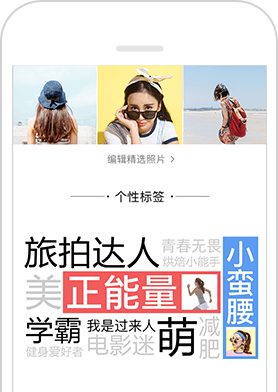 编辑精选照片 >
个性标签
旅拍达人
青春无畏
烘焙小能手
小蛮腰
美
正能量
学霸
我是过来人
萌
减肥
健身爱好者
电影迷